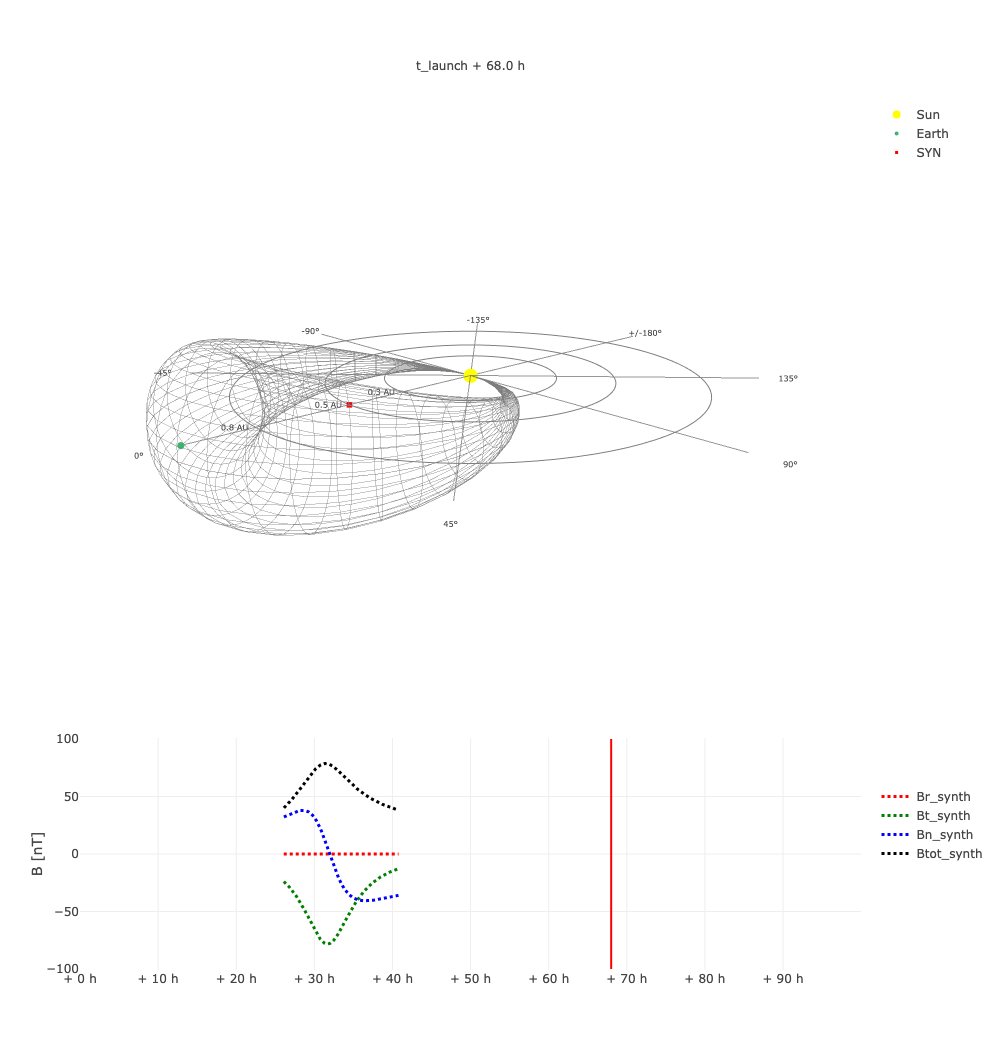 t_launch + 68.0 h
Sun
Earth
SYN
-135°
-90°
+/-180°
-45°
135°
0.3 AU
0.5 AU
0.8 AU
0°
90°
45°
100
50
0
−50
−100
B [nT]
+ 0 h
+ 10 h
+ 20 h
+ 30 h
+ 40 h
+ 50 h
+ 60 h
+ 70 h
+ 80 h
+ 90 h
Br_synth
Bt_synth
Bn_synth
Btot_synth